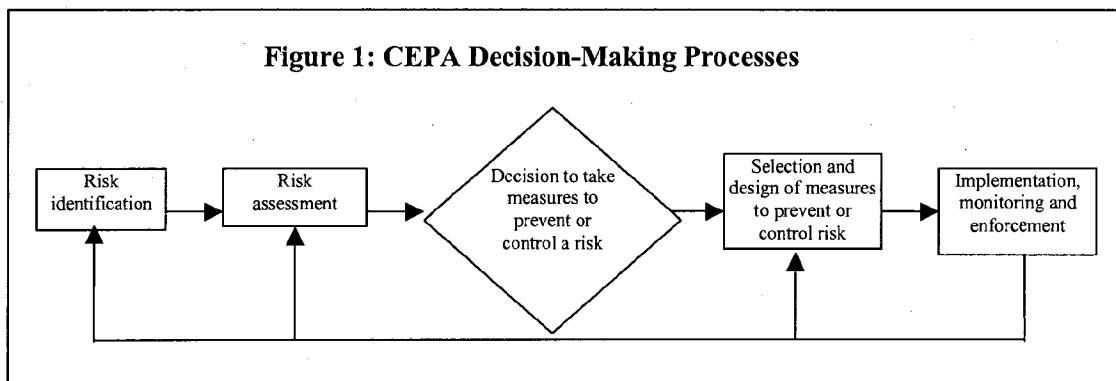 Figure 1: CEPA Decision-Making Processes
Risk
identification
Risk
assessment
Decision to take
measures to
prevent or
control a risk
Selection and
design of measures
to prevent or
control risk
Implementation,
monitoring and
enforcement